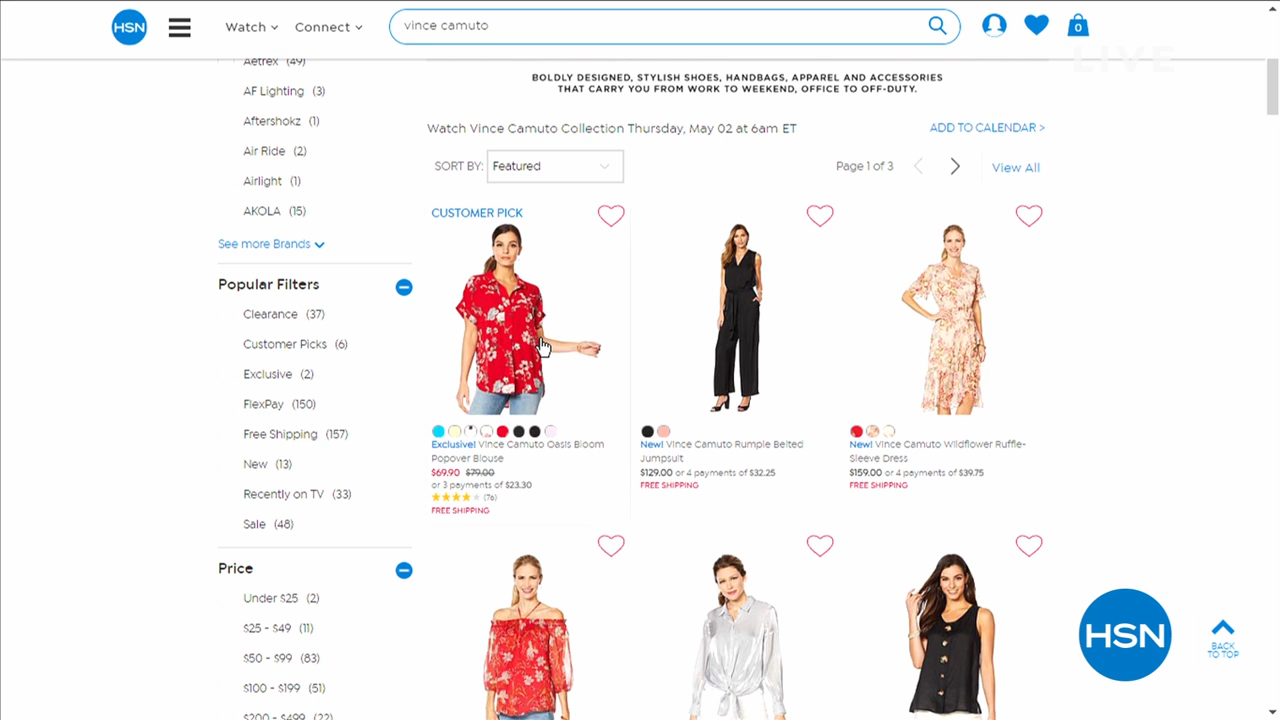 HSN
Watch
Connect
vince camuto
0
LIVE
Aetrex (49)
AF Lighting (3)
Aftershokz (1)
Air Ride (2)
Airlight (1)
AKOLA (15)
See more Brands
Popular Filters
Clearance (37)
Customer Picks (6)
Exclusive (2)
FlexPay (150)
Free Shipping (157)
New (13)
Recently on TV (33)
Sale (48)
Price
Under $25 (2)
$25 - $49 (11)
$50 - $99 (83)
$100 - $199 (51)
$200 - $499 (22)
BOLDLY DESIGNED, STYLISH SHOES, HANDBAGS, APPAREL AND ACCESSORIES
THAT CARRY YOU FROM WORK TO WEEKEND, OFFICE TO OFF-DUTY.
Watch Vince Camuto Collection Thursday, May 02 at 6am ET
ADD TO CALENDAR >
SORT BY: Featured
Page 1 of 3
View All
CUSTOMER PICK
Exclusive! Vince Camuto Oasis Bloom
Popover Blouse
$69.90 $79.00
or 3 payments of $23.30
(76)
FREE SHIPPING
New! Vince Camuto Rumple Belted
Jumpsuit
$129.00 or 4 payments of $32.25
FREE SHIPPING
New! Vince Camuto Wildflower Ruffle-
Sleeve Dress
$159.00 or 4 payments of $39.75
FREE SHIPPING
HSN
BACK
TO TOP